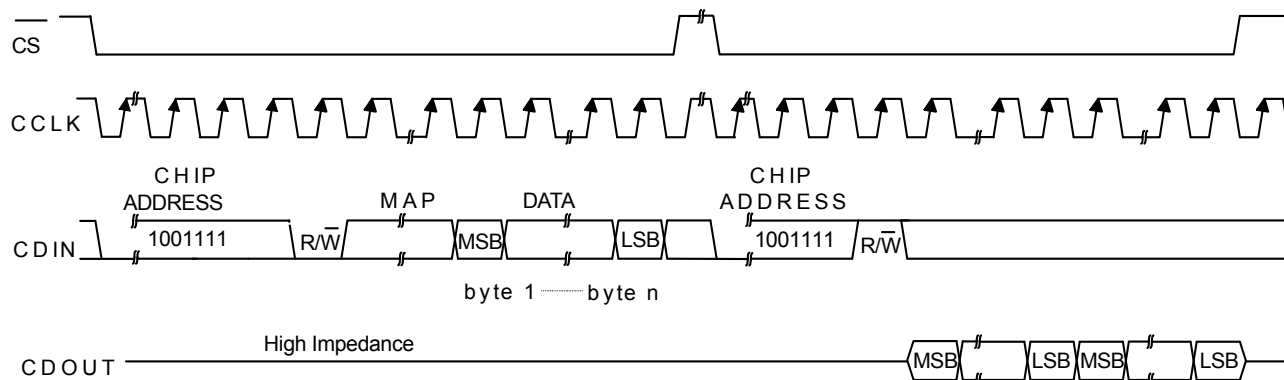 CS
CCLK
CHIP
ADDRESS
MAP
DATA
CHIP
ADDRESS
CDIN
1001111
R/W
MSB
LSB
1001111
R/W
byte 1
byte n
High Impedance
CDOUT
MSB
LSB
MSB
LSB